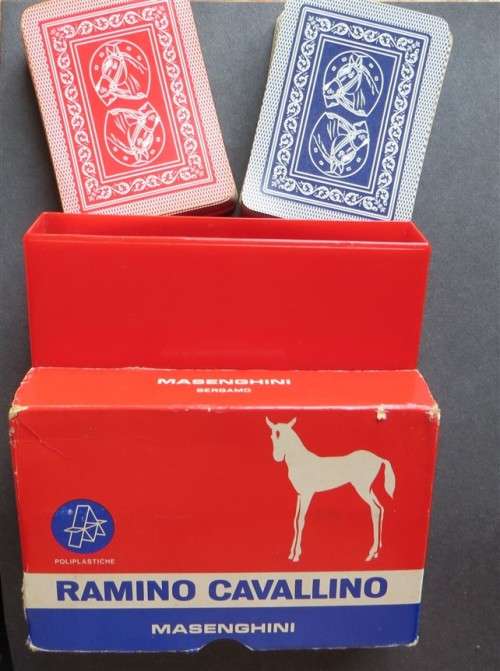 MASENGHINI
BERGAMO
POLIPLASTICHE
RAMINO CAVALLINO
MASENGHINI